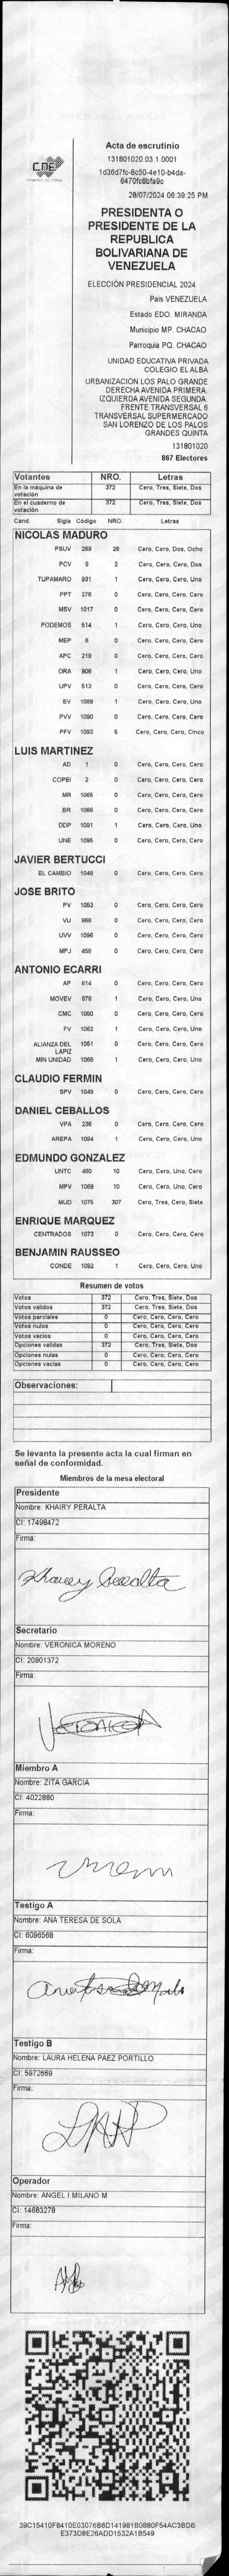 CNE
Acta de escrutinio
131801020.03.1.0001
1d36d7fc-8c50-4e10-b4da-
6470fc8bfa9c
28/07/2024 06:39:25 PM
PRESIDENTA O
PRESIDENTE DE LA
REPUBLICA
BOLIVARIANA DE
VENEZUELA
ELECCIÓN PRESIDENCIAL 2024
Pais VENEZUELA
Estado EDO. MIRANDA
Municipio MP. CHACAO
Parroquia PQ. CHACAO
UNIDAD EDUCATIVA PRIVADA
COLEGIO EL ALBA
URBANIZACION LOS PALO GRANDE
DERECHA AVENIDA PRIMERA.
IZQUIERDA AVENIDA SEGUNDA.
FRENTE TRANSVERSAL 6
TRANSVERSAL SUPERMERCADO
SAN LORENZO DE LOS PALOS
GRANDES QUINTA
131801020
867 Electores
Votantes NRO. Letras
En la máquina de votación 372 Cero, Tres, Siete, Dos
En el cuaderno de votación 372 Cero, Tres, Siete, Dos
Cand. Sigla Código NRO. Letras
NICOLAS MADURO
PSUV 269 28 Cero, Cero, Dos, Ocho
PCV 9 2 Cero, Cero, Cero, Dos
TUPAMARO 931 1 Cero, Cero, Cero, Uno
PPT 276 0 Cero, Cero, Cero, Cero
MSV 1017 0 Cero, Cero, Cero, Cero
PODEMOS 514 1 Cero, Cero, Cero, Uno
MEP 6 0 Cero, Cero, Cero, Cero
APC 219 0 Cero, Cero, Cero, Cero
ORA 906 1 Cero, Cero, Cero, Uno
UPV 513 0 Cero, Cero, Cero, Cero
EV 1089 1 Cero, Cero, Cero, Uno
PVV 1090 0 Cero, Cero, Cero, Cero
PFV 1093 5 Cero, Cero, Cero, Cinco
LUIS MARTINEZ
AD 1 0 Cero, Cero, Cero, Cero
COPEI 2 0 Cero, Cero, Cero, Cero
MR 1065 0 Cero, Cero, Cero, Cero
BR 1066 0 Cero, Cero, Cero, Cero
DDP 1091 1 Cero, Cero, Cero, Uno
UNE 1095 0 Cero, Cero, Cero, Cero
JAVIER BERTUCCI
EL CAMBIO 1048 0 Cero, Cero, Cero, Cero
JOSE BRITO
PV 1053 0 Cero, Cero, Cero, Cero
VU 968 0 Cero, Cero, Cero, Cero
UVV 1096 0 Cero, Cero, Cero, Cero
MPJ 458 0 Cero, Cero, Cero, Cero
ANTONIO ECARRI
AP 814 0 Cero, Cero, Cero, Cero
MOVEV 878 1 Cero, Cero, Cero, Uno
CMC 1050 0 Cero, Cero, Cero, Cero
FV 1062 1 Cero, Cero, Cero, Uno
ALIANZA DEL LAPIZ 1051 0 Cero, Cero, Cero, Cero
MIN UNIDAD 1068 1 Cero, Cero, Cero, Uno
CLAUDIO FERMIN
SPV 1049 0 Cero, Cero, Cero, Cero
DANIEL CEBALLOS
VPA 236 0 Cero, Cero, Cero, Cero
AREPA 1094 1 Cero, Cero, Cero, Uno
EDMUNDO GONZALEZ
UNTC 460 10 Cero, Cero, Uno, Cero
MPV 1069 10 Cero, Cero, Uno, Cero
MUD 1075 307 Cero, Tres, Cero, Siete
ENRIQUE MARQUEZ
CENTRADOS 1073 0 Cero, Cero, Cero, Cero
BENJAMIN RAUSSEO
CONDE 1092 1 Cero, Cero, Cero, Uno
Resumen de votos
Votos 372 Cero, Tres, Siete, Dos
Votos validos 372 Cero, Tres, Siete, Dos
Votos parciales 0 Cero, Cero, Cero, Cero
Votos nulos 0 Cero, Cero, Cero, Cero
Votos vacios 0 Cero, Cero, Cero, Cero
Opciones validas 372 Cero, Tres, Siete, Dos
Opciones nulas 0 Cero, Cero, Cero, Cero
Opciones vacias 0 Cero, Cero, Cero, Cero
Observaciones:
Se levanta la presente acta la cual firman en
señal de conformidad.
Miembros de la mesa electoral
Presidente
Nombre: KHAIRY PERALTA
CI: 17498472
Firma:
Khairy Peralta
Secretario
Nombre: VERONICA MORENO
CI: 20901372
Firma:
Miembro A
Nombre: ZITA GARCIA
CI: 4022880
Firma:
Testigo A
Nombre: ANA TERESA DE SOLA
CI: 6096568
Firma:
Testigo B
Nombre: LAURA HELENA PAEZ PORTILLO
CI: 5972669
Firma:
Operador
Nombre: ANGEL I MILANO M
CI: 14683278
Firma:
39C15410F8410E03076B6D141981B0880F54AC3BDB
E373D8E26ADD1532A1B549